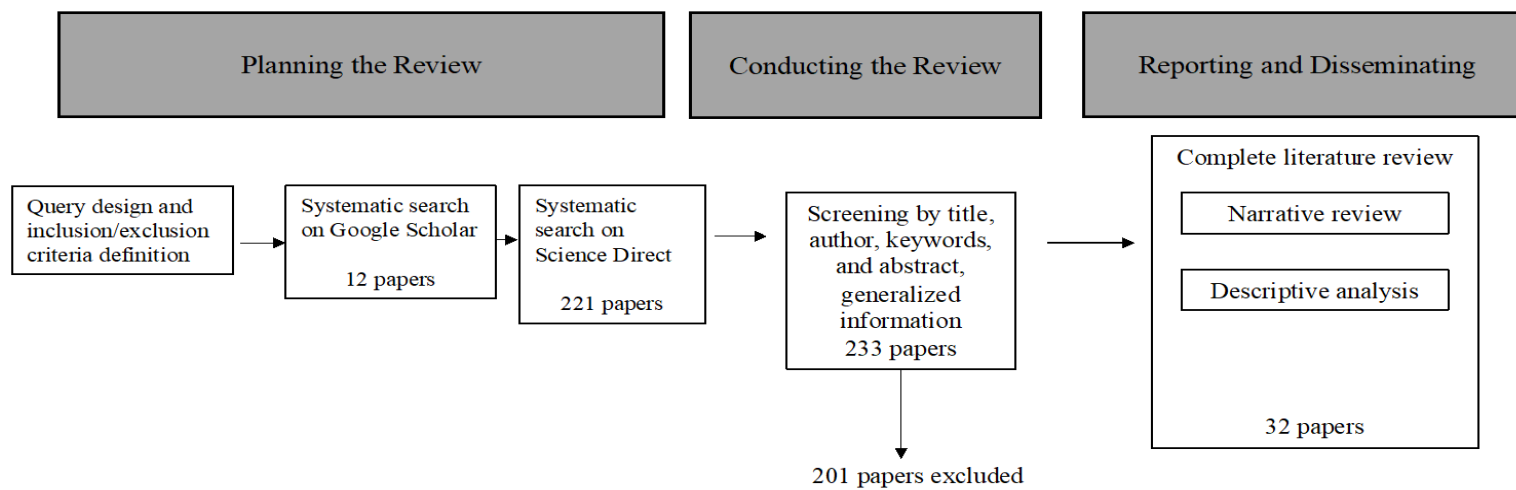 Planning the Review
Conducting the Review
Reporting and Disseminating
Query design and
inclusion/exclusion
criteria definition
Systematic search
on Google Scholar
12 papers
Systematic
search on
Science Direct
221 papers
Screening by title,
author, keywords,
and abstract,
generalized
information
233 papers
201 papers excluded
Complete literature review
Narrative review
Descriptive analysis
32 papers